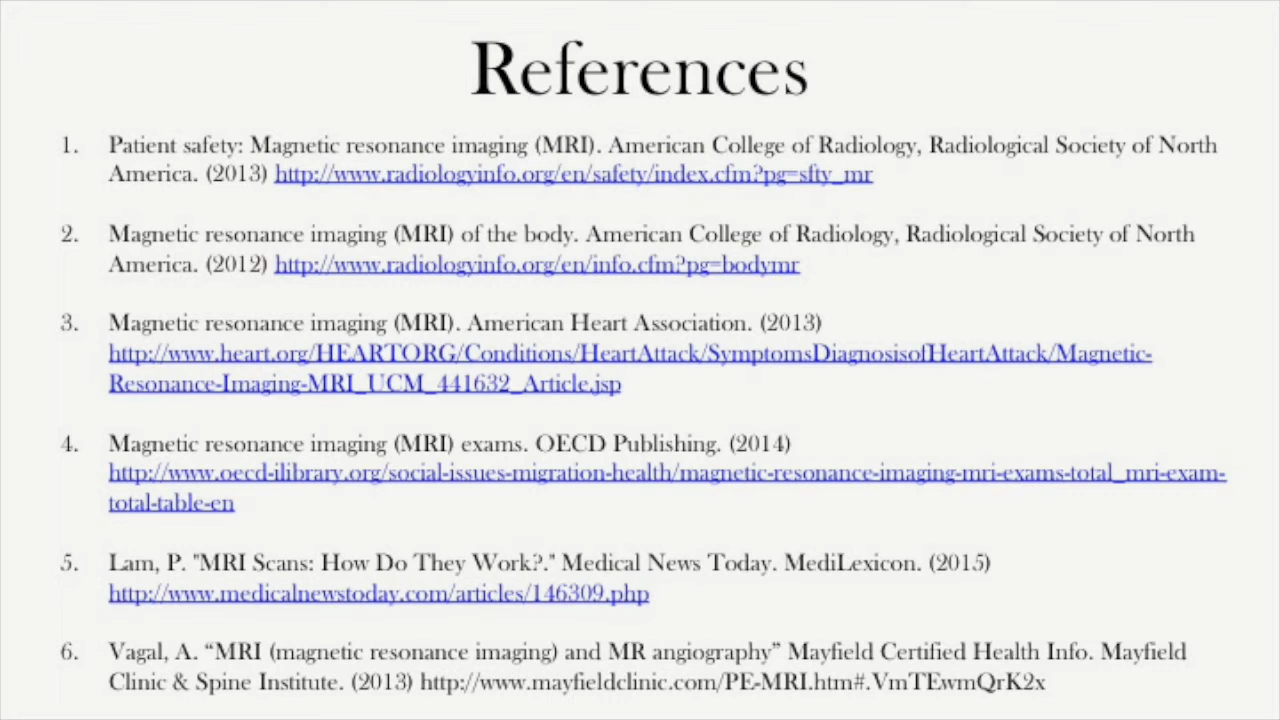 References
1. Patient safety: Magnetic resonance imaging (MRI). American College of Radiology, Radiological Society of North
America. (2013) http://www.radiologyinfo.org/en/safety/index.cfm?pg=sfty_mr
2. Magnetic resonance imaging (MRI) of the body. American College of Radiology, Radiological Society of North
America. (2012) http://www.radiologyinfo.org/en/info.cfm?pg=bodymr
3. Magnetic resonance imaging (MRI). American Heart Association. (2013)
http://www.heart.org/HEARTORG/Conditions/HeartAttack/SymptomsDiagnosisofHeartAttack/Magnetic-
Resonance-Imaging-MRI_UCM_441632_Article.jsp
4. Magnetic resonance imaging (MRI) exams. OECD Publishing. (2014)
http://www.oecd-ilibrary.org/social-issues-migration-health/magnetic-resonance-imaging-mri-exams-total_mri-exam-
total-table-en
5. Lam, P. "MRI Scans: How Do They Work?." Medical News Today. MediLexicon. (2015)
http://www.medicalnewstoday.com/articles/146309.php
6. Vagal, A. “MRI (magnetic resonance imaging) and MR angiography” Mayfield Certified Health Info. Mayfield
Clinic & Spine Institute. (2013) http://www.mayfieldclinic.com/PE-MRI.htm#.VmTEwmQrK2x